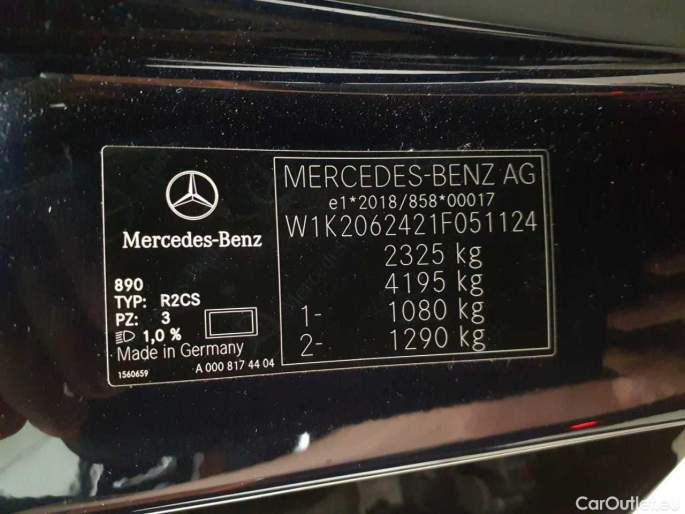 Mercedes-Benz
890
TYP: R2CS
PZ: 3
1,0 %
Made in Germany
1560659
A 000 817 44 04
MERCEDES-BENZ AG
e1*2018/858*00017
W1K2062421F051124
2325 kg
4195 kg
1- 1080 kg
2- 1290 kg
CarOutlet.eu